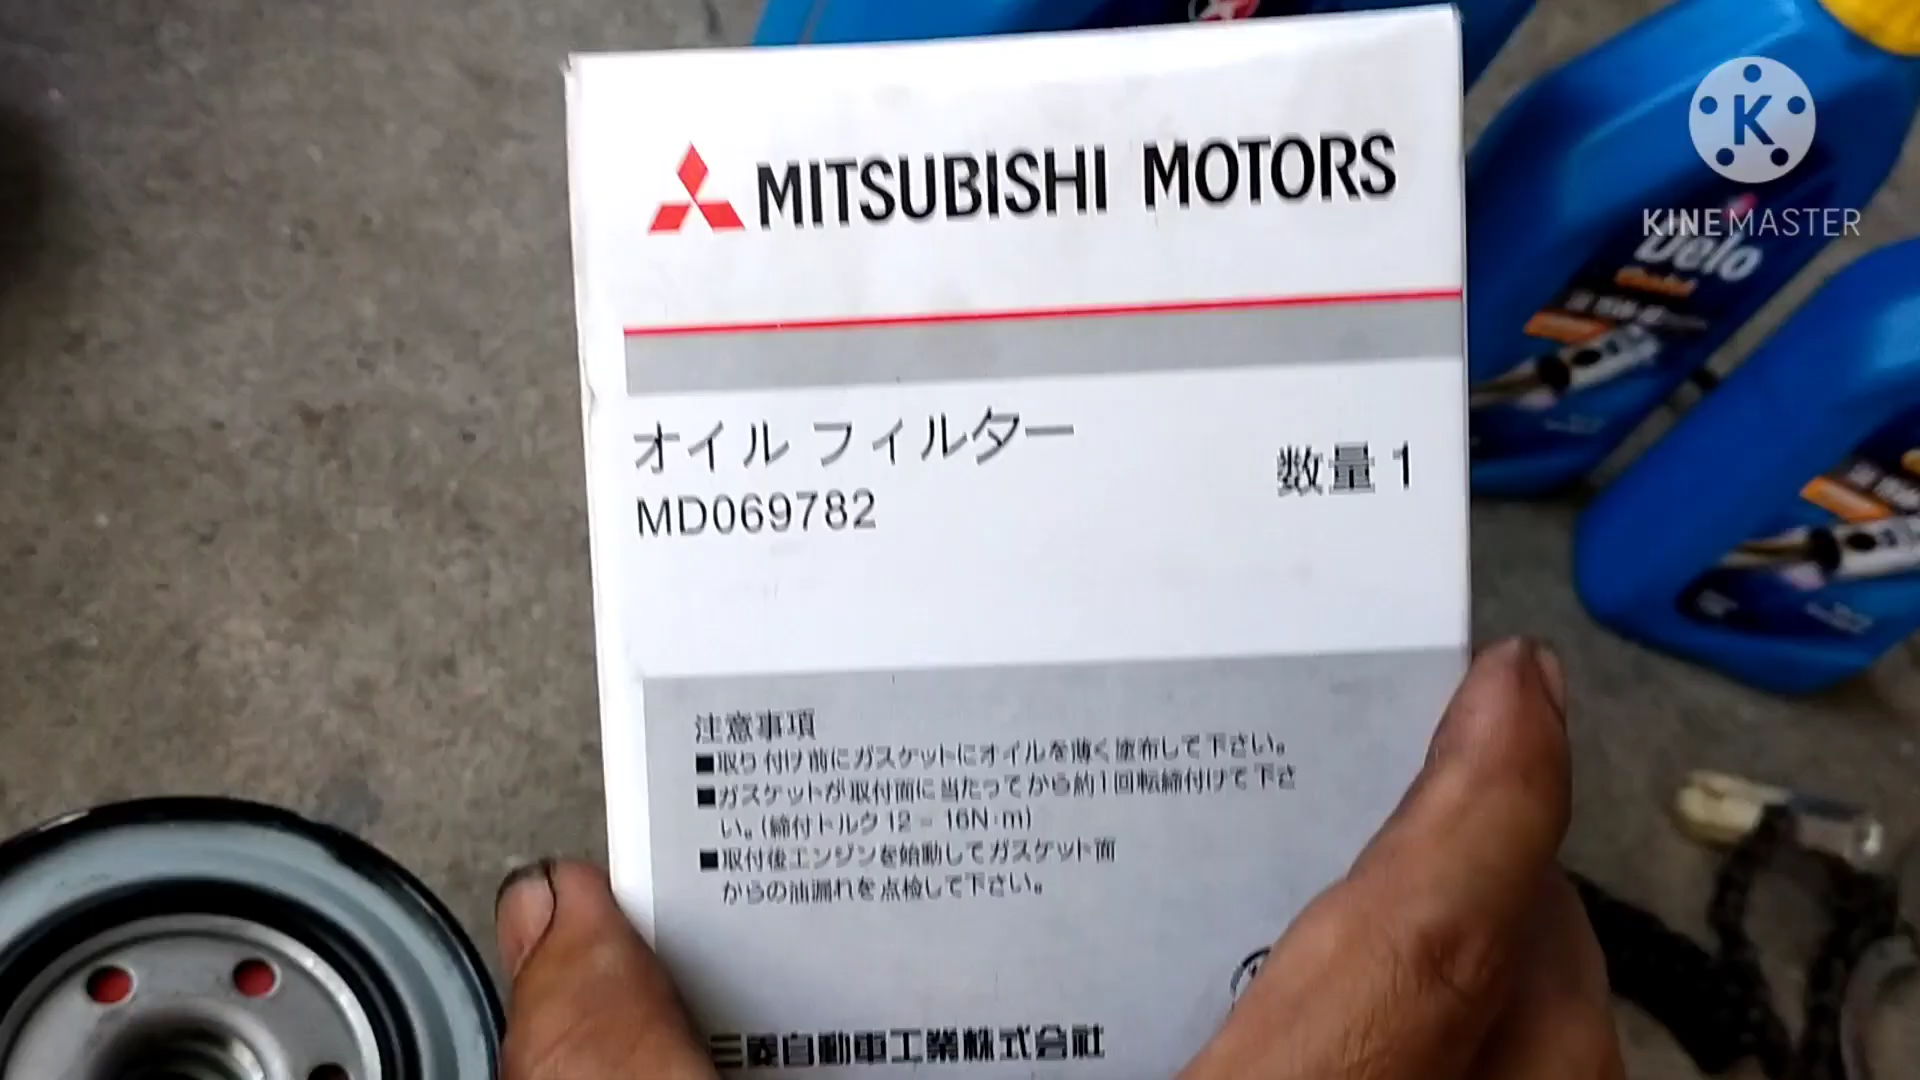 MITSUBISHI MOTORS
K
KINEMASTER
Delo
オイル フィルター
数量 1
MD069782
注意事項
■取り付け前にガスケットにオイルを薄く塗布して下さい。
■ガスケットが取付面に当たってから約1回転締付けて下さ
い。(締付トルク 12 - 16N·m)
■取付後エンジンを始動してガスケット面
からの油漏れを点検して下さい。
三菱自動車工業株式会社